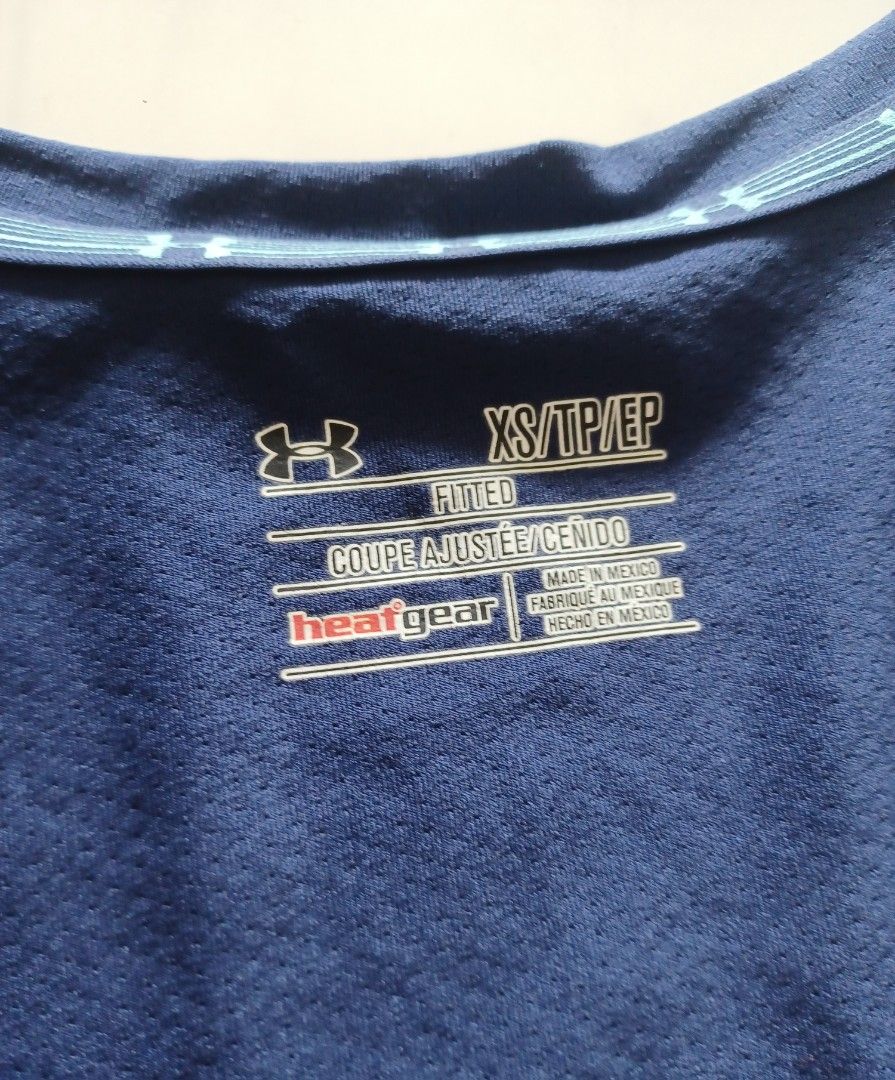 XS/TP/EP
FITTED
COUPE AJUSTÉE/CEÑIDO
heatgear
MADE IN MEXICO
FABRIQUÉ AU MEXIQUE
HECHO EN MÉXICO